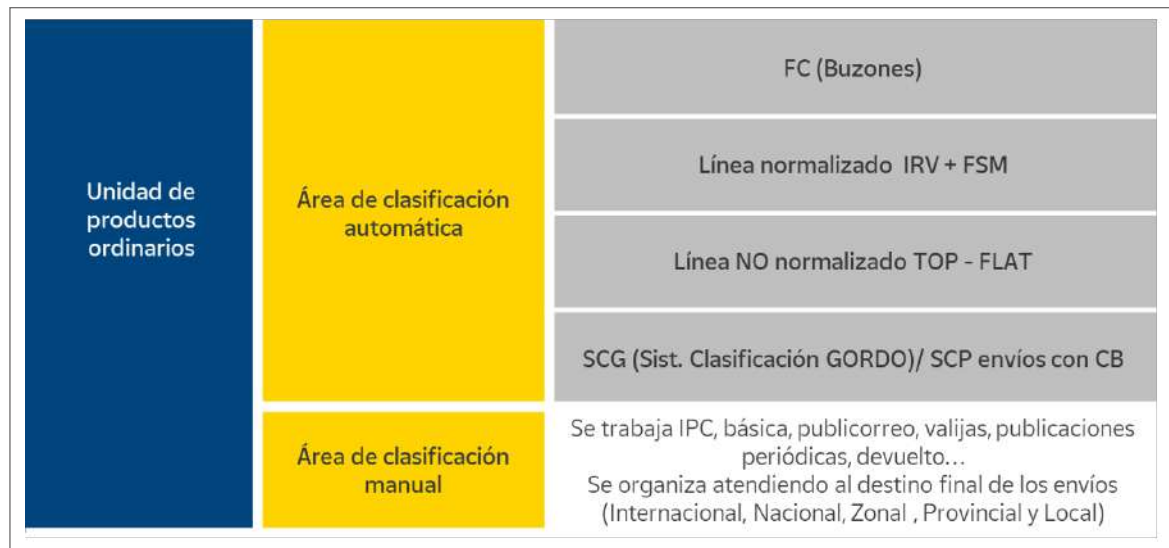 Unidad de
productos
ordinarios
Área de clasificación
automática
FC (Buzones)
Línea normalizado IRV + FSM
Línea NO normalizado TOP - FLAT
SCG (Sist. Clasificación GORDO)/ SCP envíos con CB
Área de clasificación
manual
Se trabaja IPC, básica, publicorreo, valijas, publicaciones
periódicas, devuelto...
Se organiza atendiendo al destino final de los envíos
(Internacional, Nacional, Zonal , Provincial y Local)